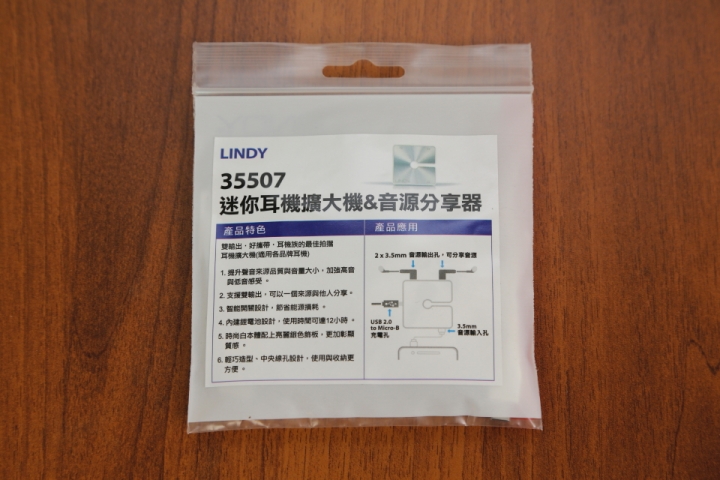 LINDY
35507
迷你耳機擴大機&音源分享器
產品特色
雙輸出，好攜帶，耳機族的最佳拍擋
耳機擴大機(適用各品牌耳機)
1. 提升聲音來源品質與音量大小，加強高音
與低音感受。
2. 支援雙輸出，可以一個來源與他人分享。
3. 智能開關設計，節省能源損耗。
4. 內建鋰電池設計，使用時間可達12小時。
5. 時尚白本體配上亮麗銀色飾板，更加彰顯
質感。
6. 輕巧造型、中央線孔設計，使用與收納更
方便。
產品應用
2 x 3.5mm 音源輸出孔，可分享音源
USB 2.0
to Micro-B
充電孔
3.5mm
音源輸入孔